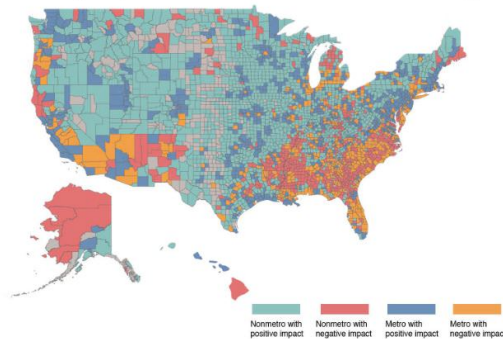 Nonmetro with Nonmetro with Metro with Metro with
positive impact negative impact positive impact negative impact